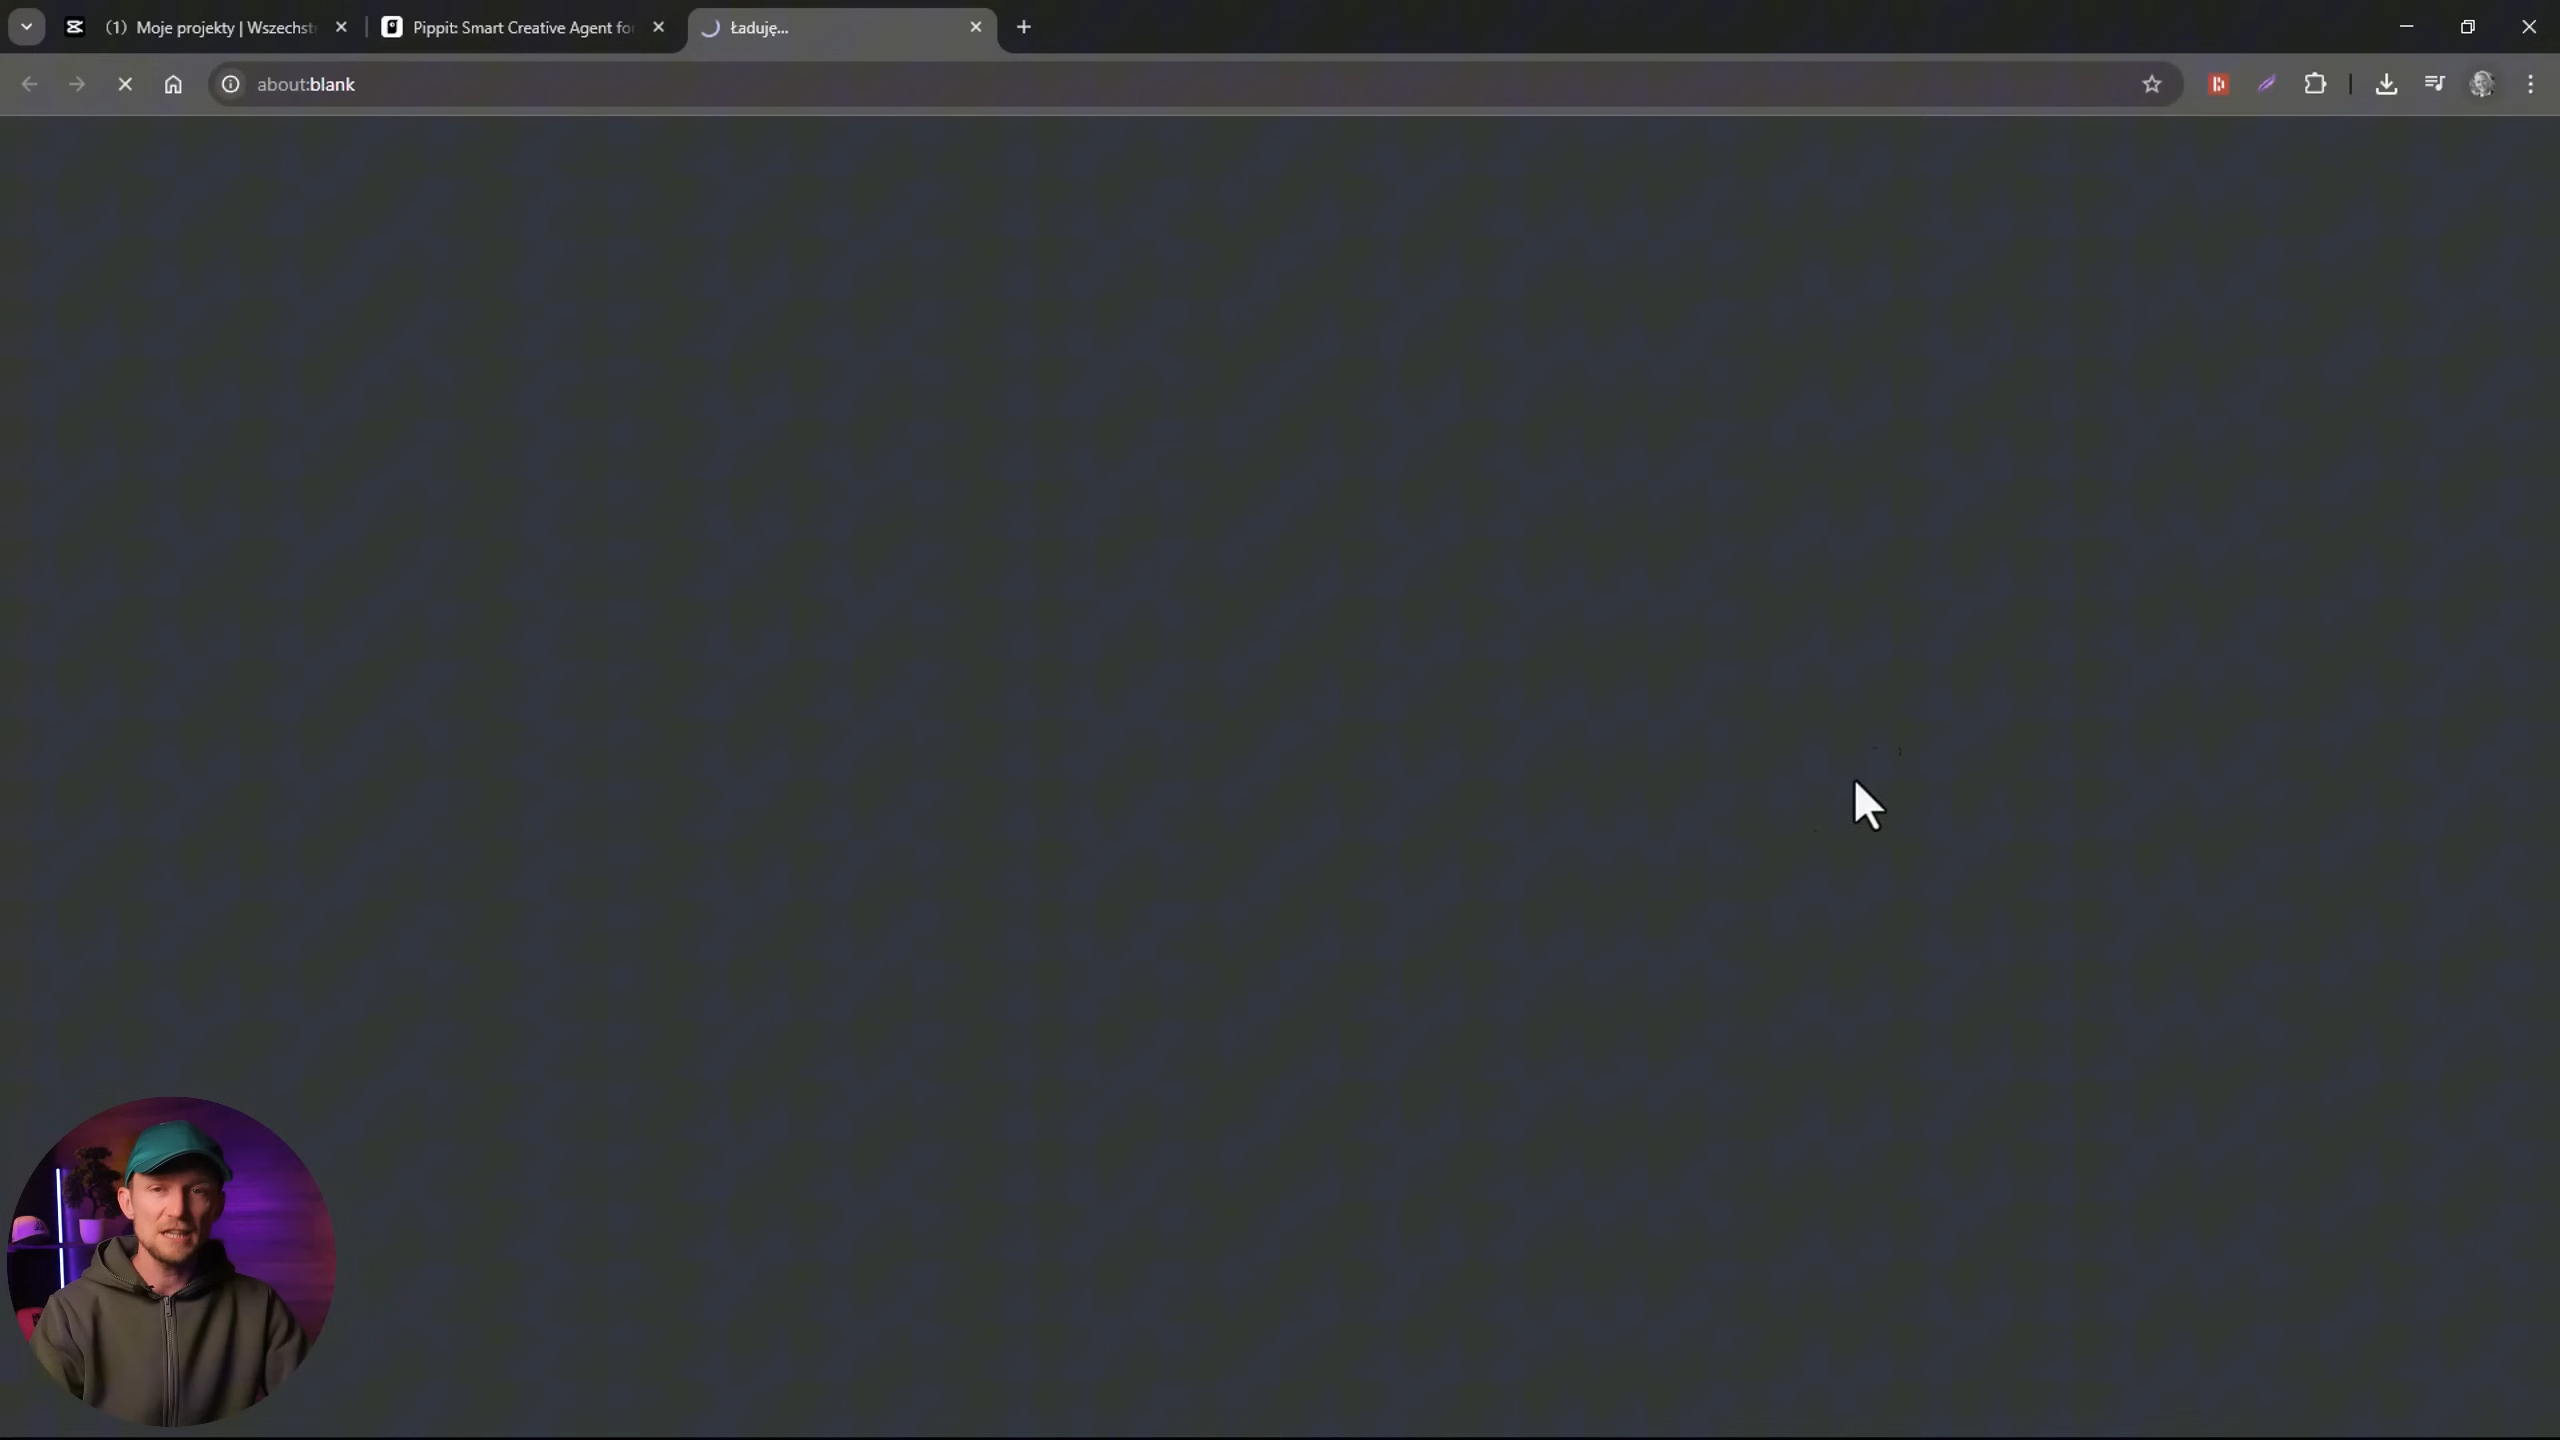 (1) Moje projekty | Wszechst
Pippit: Smart Creative Agent fo
Ładuję...
about:blank